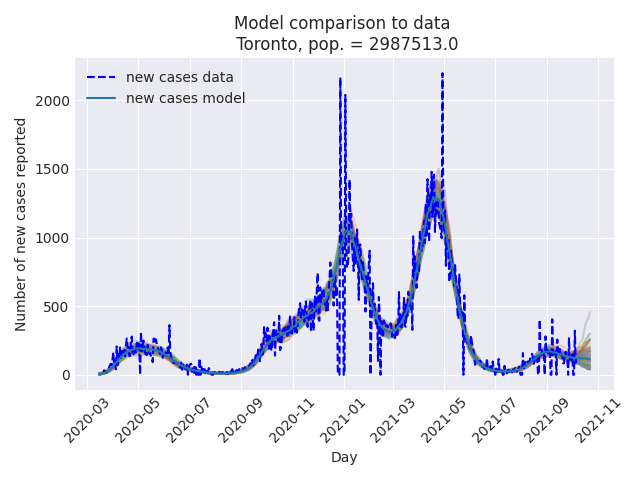 Model comparison to data
Toronto, pop. = 2987513.0
new cases data
new cases model
Number of new cases reported
2000
1500
1000
500
0
2020-03
2020-05
2020-07
2020-09
2020-11
2021-01
2021-03
2021-05
2021-07
2021-09
2021-11
Day